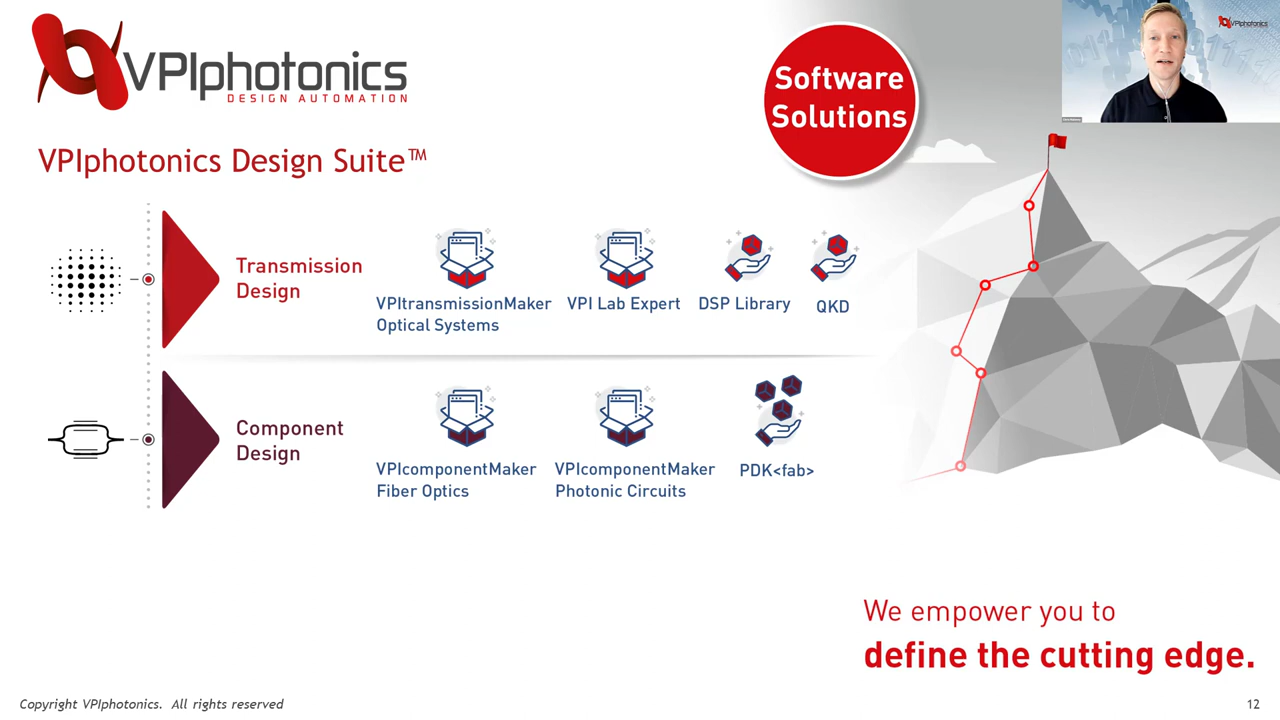 VPIphotonics
DESIGN AUTOMATION
Software
Solutions
VPIphotonics
VPIphotonics Design Suite™
Transmission
Design
VPItransmissionMaker
Optical Systems
VPI Lab Expert
DSP Library
QKD
Component
Design
VPIcomponentMaker
Fiber Optics
VPIcomponentMaker
Photonic Circuits
PDK<fab>
We empower you to
define the cutting edge.
Copyright VPIphotonics. All rights reserved
12